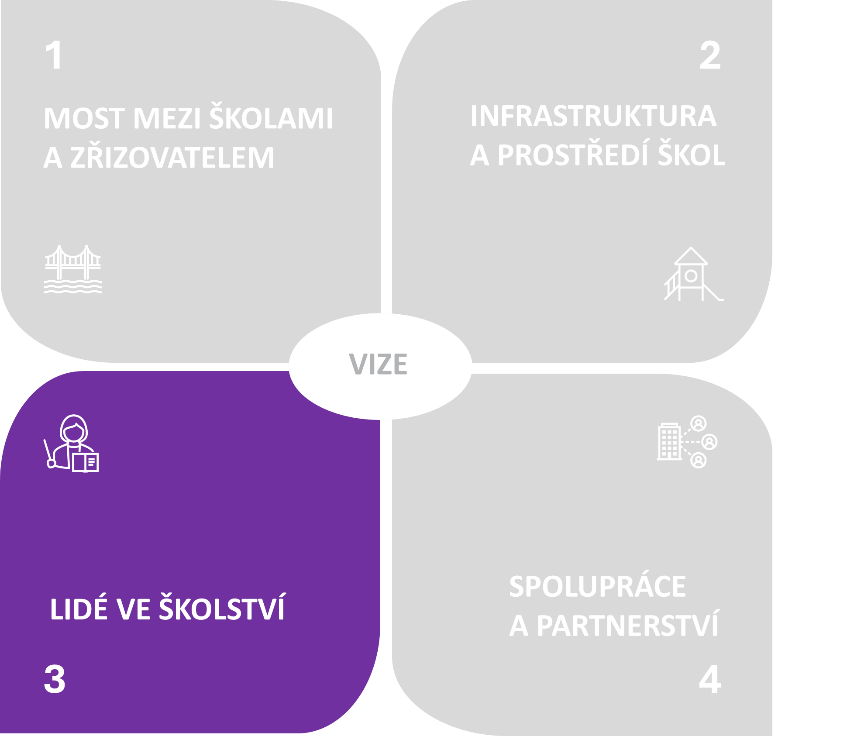 1
MOST MEZI ŠKOLAMI
A ZŘIZOVATELEM
2
INFRASTRUKTURA
A PROSTŘEDÍ ŠKOL
VIZE
LIDÉ VE ŠKOLSTVÍ
3
SPOLUPRÁCE
A PARTNERSTVÍ
4